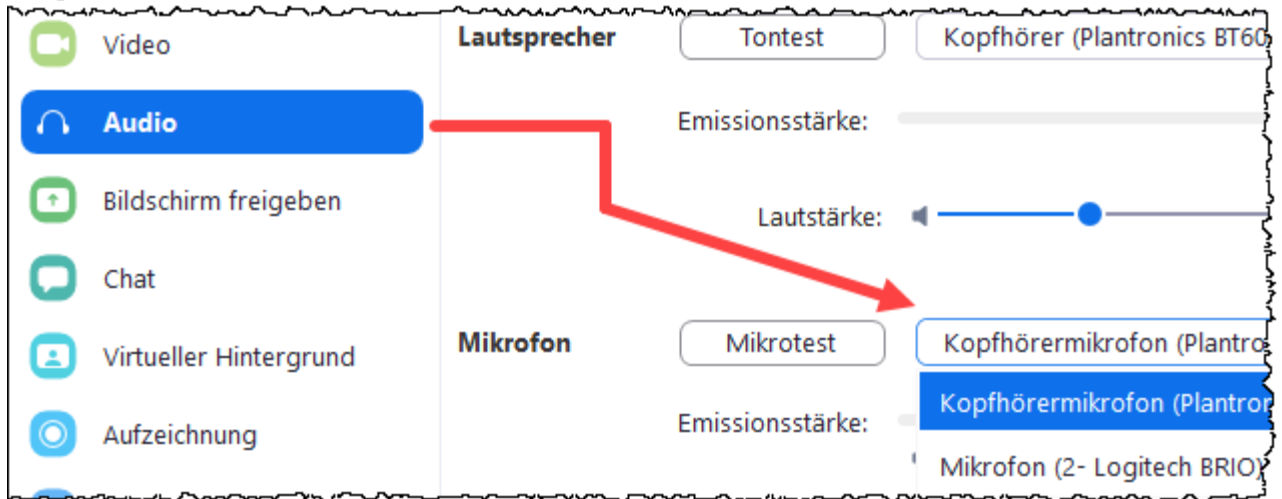 Video
Audio
Bildschirm freigeben
Chat
Virtueller Hintergrund
Aufzeichnung
Lautsprecher Tontest Kopfhörer (Plantronics BT60
Emissionsstärke:
Lautstärke:
Mikrofon Mikrotest Kopfhörermikrofon (Plantro
Kopfhörermikrofon (Plantron
Emissionsstärke:
Mikrofon (2- Logitech BRIO)